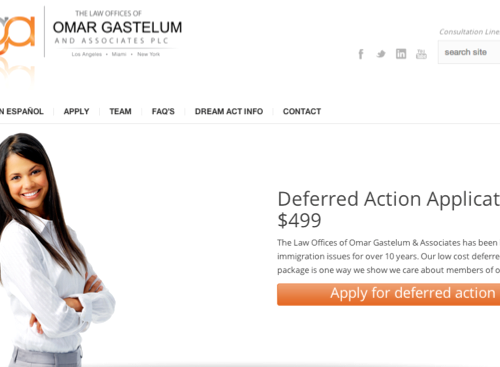 THE LAW OFFICES OF
OMAR GASTELUM
AND ASSOCIATES PLC
Los Angeles • Miami • New York
Consultation Line
search site
N ESPAÑOL
APPLY
TEAM
FAQ'S
DREAM ACT INFO
CONTACT
Deferred Action Applicat
$499
The Law Offices of Omar Gastelum & Associates has been
immigration issues for over 10 years. Our low cost deferre
package is one way we show we care about members of o
Apply for deferred action